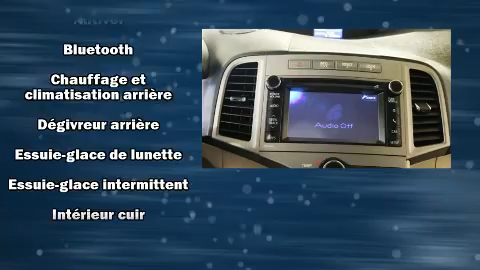 Bluetooth
Chauffage et
climatisation arrière
Dégivreur arrière
Essuie-glace de lunette
Essuie-glace intermittent
Intérieur cuir
Audio Off